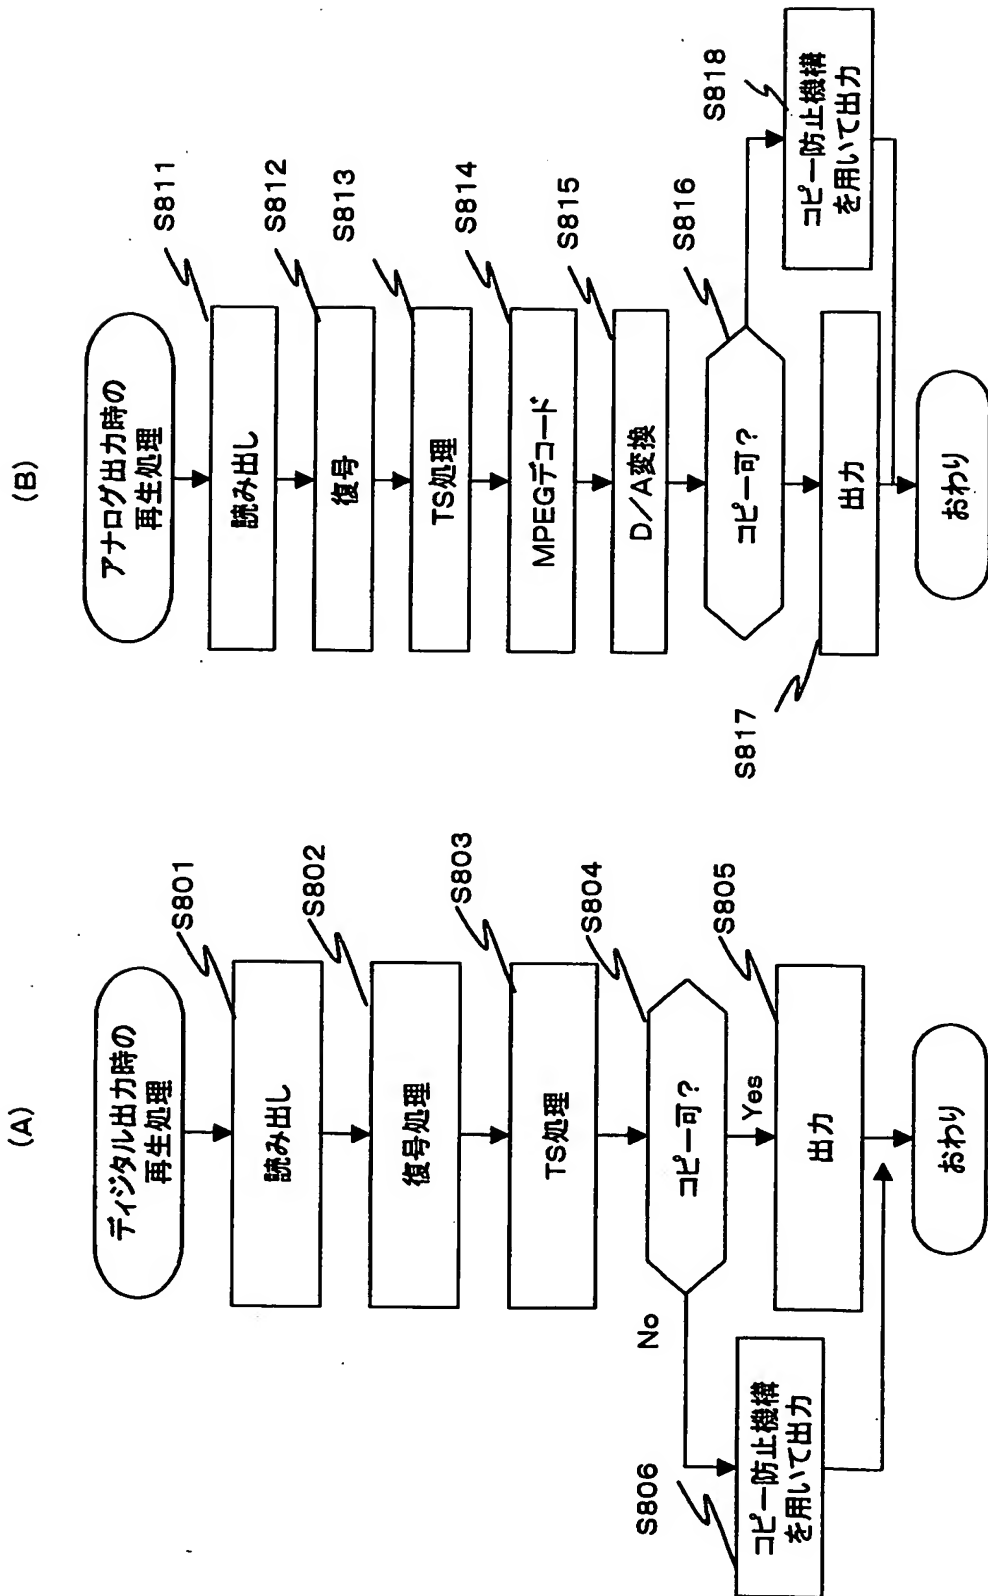 (A)
ディジタル出力時の
再生処理
読み出し
S801
復号処理
S802
TS処理
S803
コピー可?
S804
Yes
No
出力
S805
コピー防止機構
を用いて出力
S806
おわり
(B)
アナログ出力時の
再生処理
読み出し
S811
復号
S812
TS処理
S813
MPEGデコード
S814
D/A変換
S815
コピー可?
S816
出力
S817
コピー防止機構
を用いて出力
S818
おわり